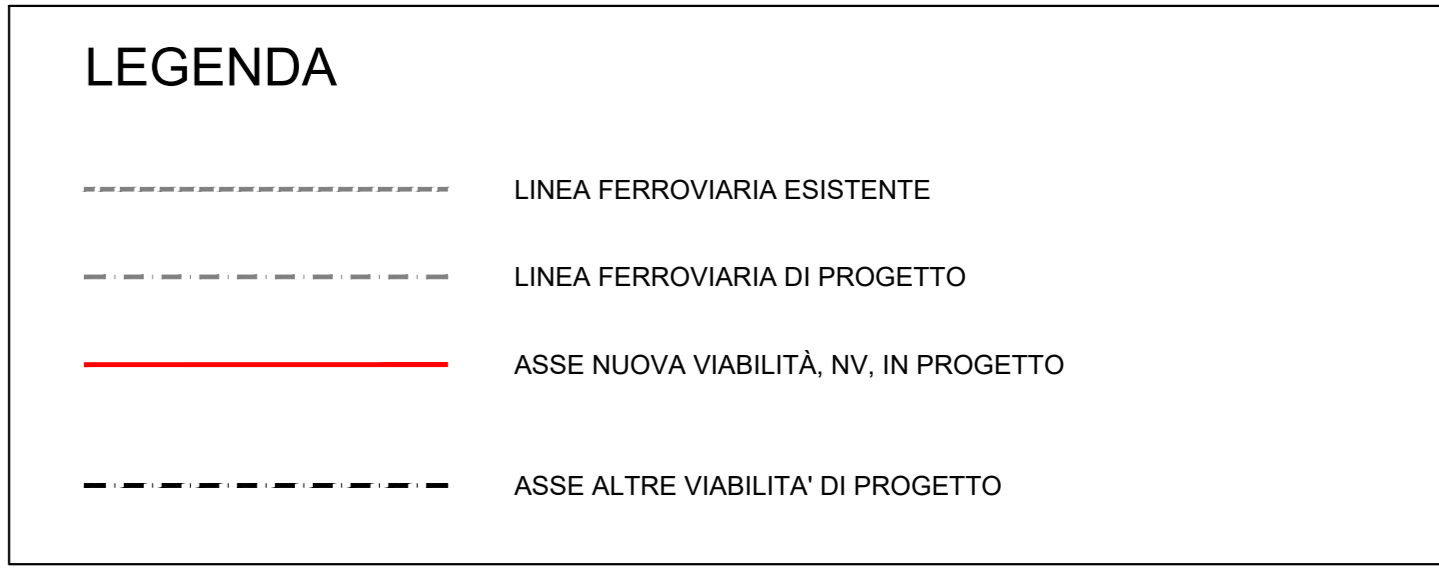 LEGENDA
LINEA FERROVIARIA ESISTENTE
LINEA FERROVIARIA DI PROGETTO
ASSE NUOVA VIABILITÀ, NV, IN PROGETTO
ASSE ALTRE VIABILITA' DI PROGETTO